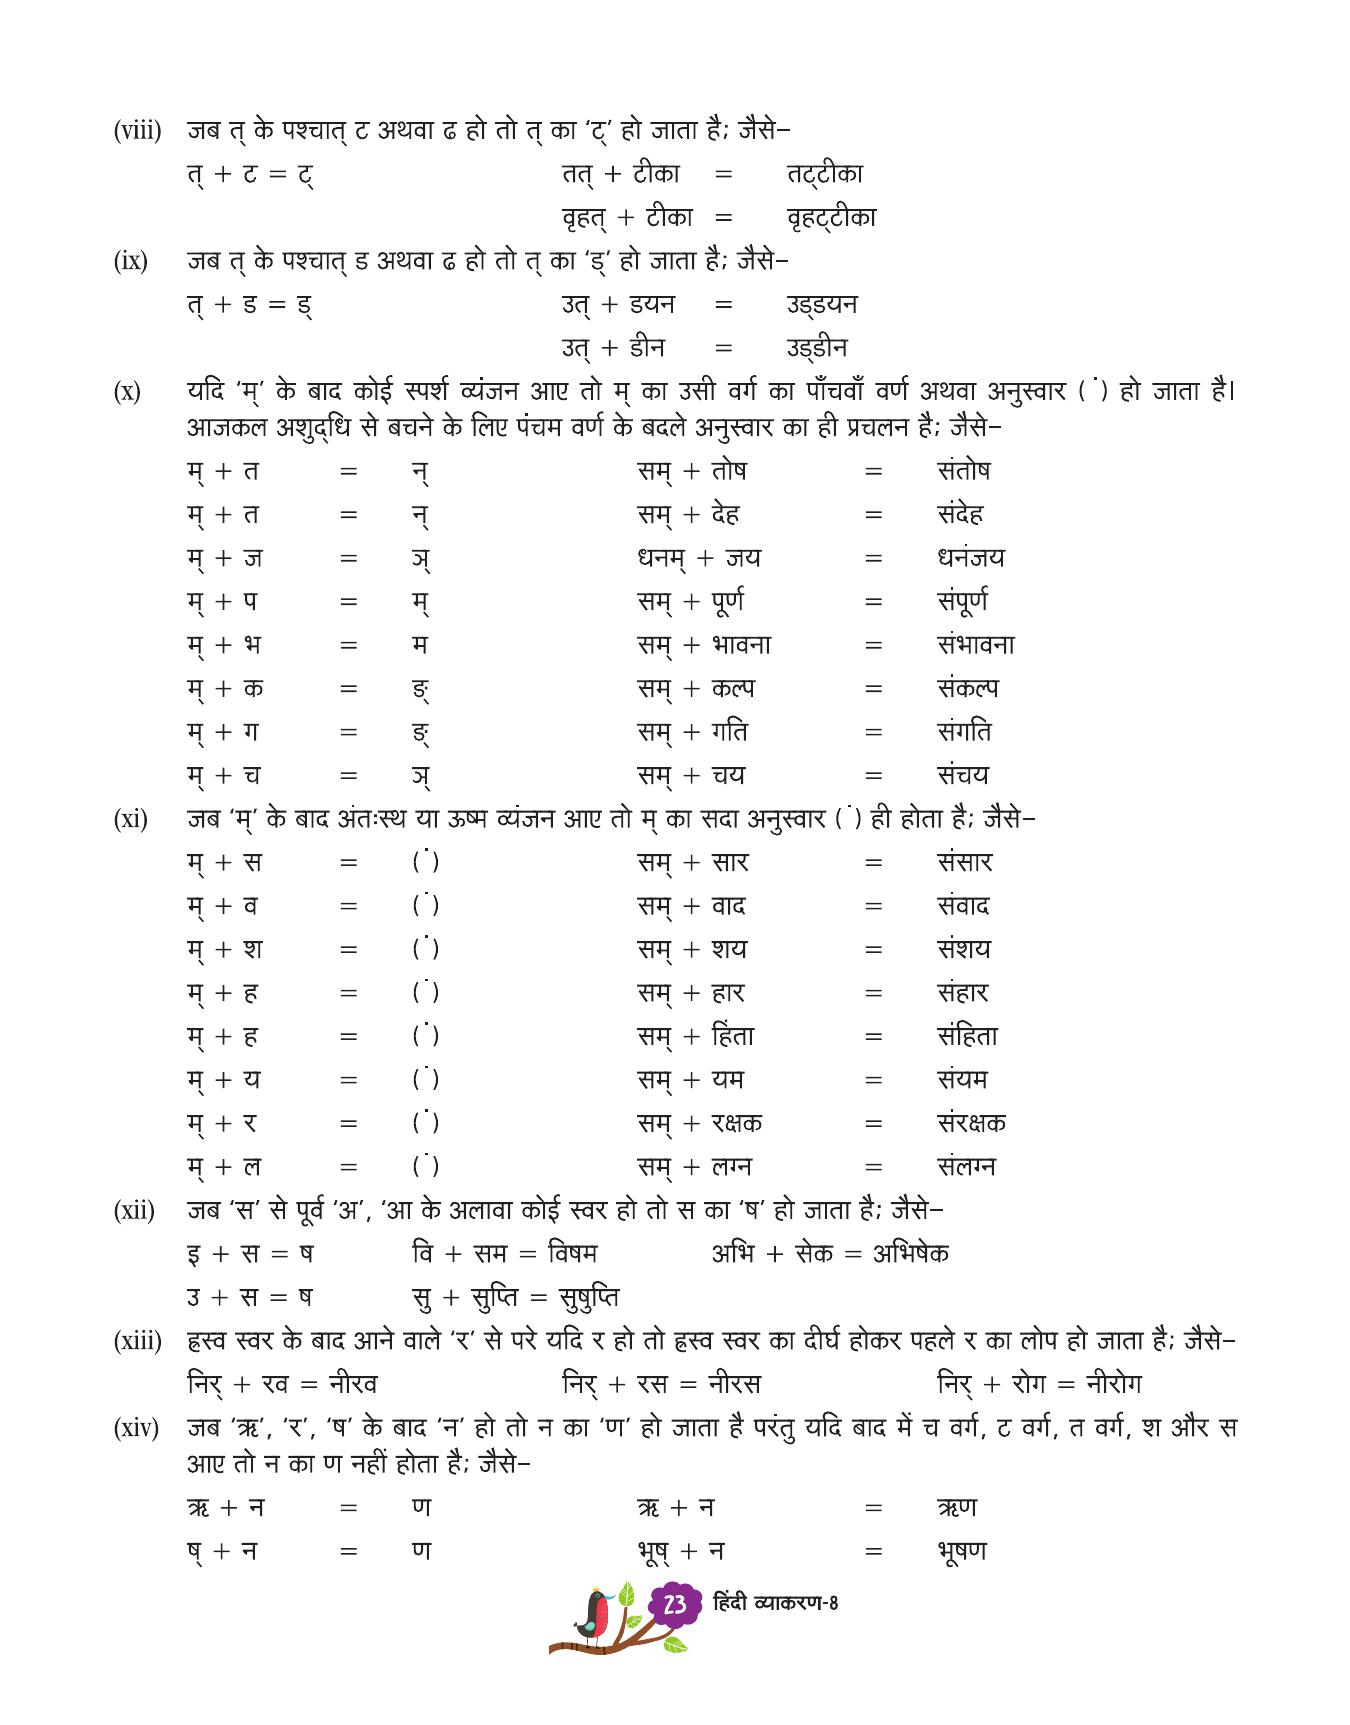 (viii) जब त् के पश्चात् ट अथवा ढ हो तो त् का ‘ट्’ हो जाता है; जैसे–
त् + ट = ट् तत् + टीका = तट्टीका
वृहत् + टीका = वृहट्टीका
(ix) जब त् के पश्चात् ड अथवा ढ हो तो त् का ‘ड्’ हो जाता है; जैसे–
त् + ड = ड् उत् + डयन = उड्डयन
उत् + डीन = उड्डीन
(x) यदि ‘म्’ के बाद कोई स्पर्श व्यंजन आए तो म् का उसी वर्ग का पाँचवाँ वर्ण अथवा अनुस्वार ( ं) हो जाता है।
आजकल अशुद्धि से बचने के लिए पंचम वर्ण के बदले अनुस्वार का ही प्रचलन है; जैसे–
म् + त = न् सम् + तोष = संतोष
म् + त = न् सम् + देह = संदेह
म् + ज = ञ् धनम् + जय = धनंजय
म् + प = म् सम् + पूर्ण = संपूर्ण
म् + भ = म सम् + भावना = संभावना
म् + क = ङ् सम् + कल्प = संकल्प
म् + ग = ङ् सम् + गति = संगति
म् + च = ञ् सम् + चय = संचय
(xi) जब ‘म्’ के बाद अंतःस्थ या ऊष्म व्यंजन आए तो म् का सदा अनुस्वार ( ं) ही होता है; जैसे–
म् + स = ( ं) सम् + सार = संसार
म् + व = ( ं) सम् + वाद = संवाद
म् + श = ( ं) सम् + शय = संशय
म् + ह = ( ं) सम् + हार = संहार
म् + ह = ( ं) सम् + हिंता = संहिता
म् + य = ( ं) सम् + यम = संयम
म् + र = ( ं) सम् + रक्षक = संरक्षक
म् + ल = ( ं) सम् + लग्न = संलग्न
(xii) जब ‘स’ से पूर्व ‘अ’, ‘आ के अलावा कोई स्वर हो तो स का ‘ष’ हो जाता है; जैसे–
इ + स = ष वि + सम = विषम अभि + सेक = अभिषेक
उ + स = ष सु + सुप्ति = सुषुप्ति
(xiii) ह्रस्व स्वर के बाद आने वाले ‘र’ से परे यदि र हो तो ह्रस्व स्वर का दीर्घ होकर पहले र का लोप हो जाता है; जैसे–
निर् + रव = नीरव निर् + रस = नीरस निर् + रोग = नीरोग
(xiv) जब ‘ऋ’, ‘र’, ‘ष’ के बाद ‘न’ हो तो न का ‘ण’ हो जाता है परंतु यदि बाद में च वर्ग, ट वर्ग, त वर्ग, श और स
आए तो न का ण नहीं होता है; जैसे–
ऋ + न = ण ऋ + न = ऋण
ष् + न = ण भूष् + न = भूषण
23 हिंदी व्याकरण-8